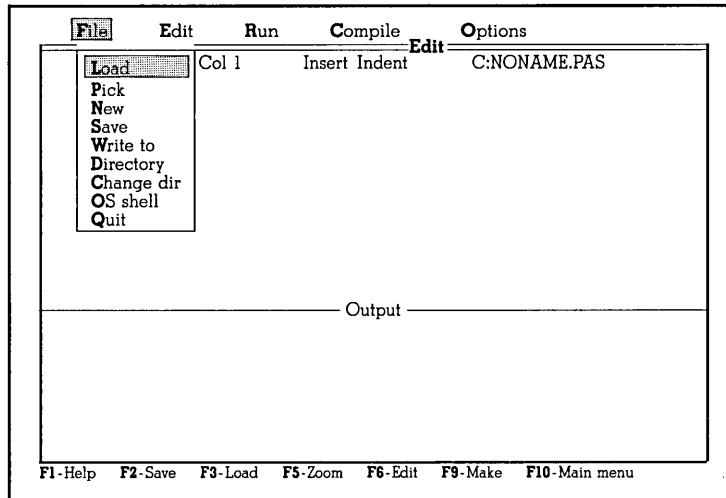 File Edit Run Compile Options
Edit
Load Col 1 Insert Indent C:NONAME.PAS
Pick
New
Save
Write to
Directory
Change dir
OS shell
Quit
Output
F1-Help F2-Save F3-Load F5-Zoom F6-Edit F9-Make F10-Main menu